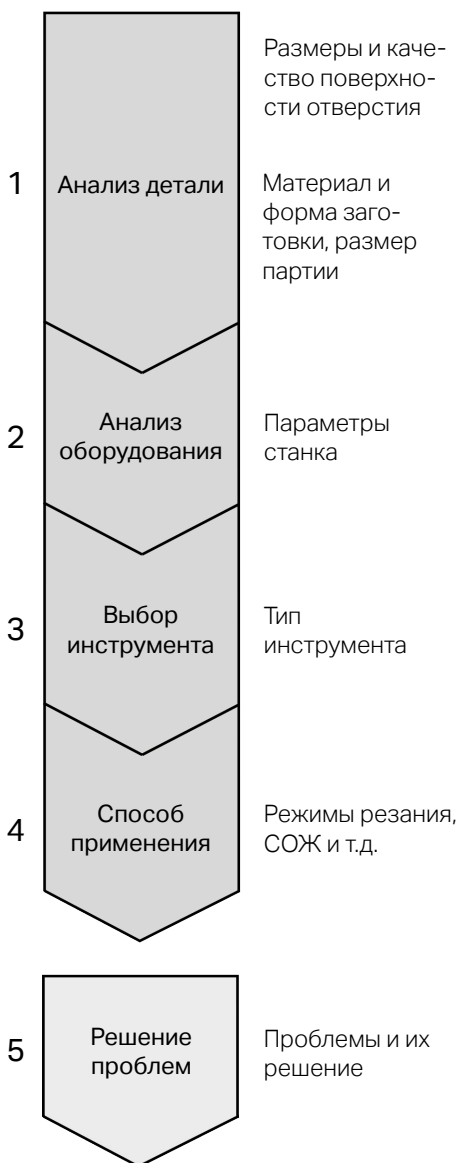 Размеры и каче-
ство поверхно-
сти отверстия
1
Анализ детали
Материал и
форма заго-
товки, размер
партии
2
Анализ
оборудования
Параметры
станка
3
Выбор
инструмента
Тип
инструмента
4
Способ
применения
Режимы резания,
СОЖ и т.д.
5
Решение
проблем
Проблемы и их
решение